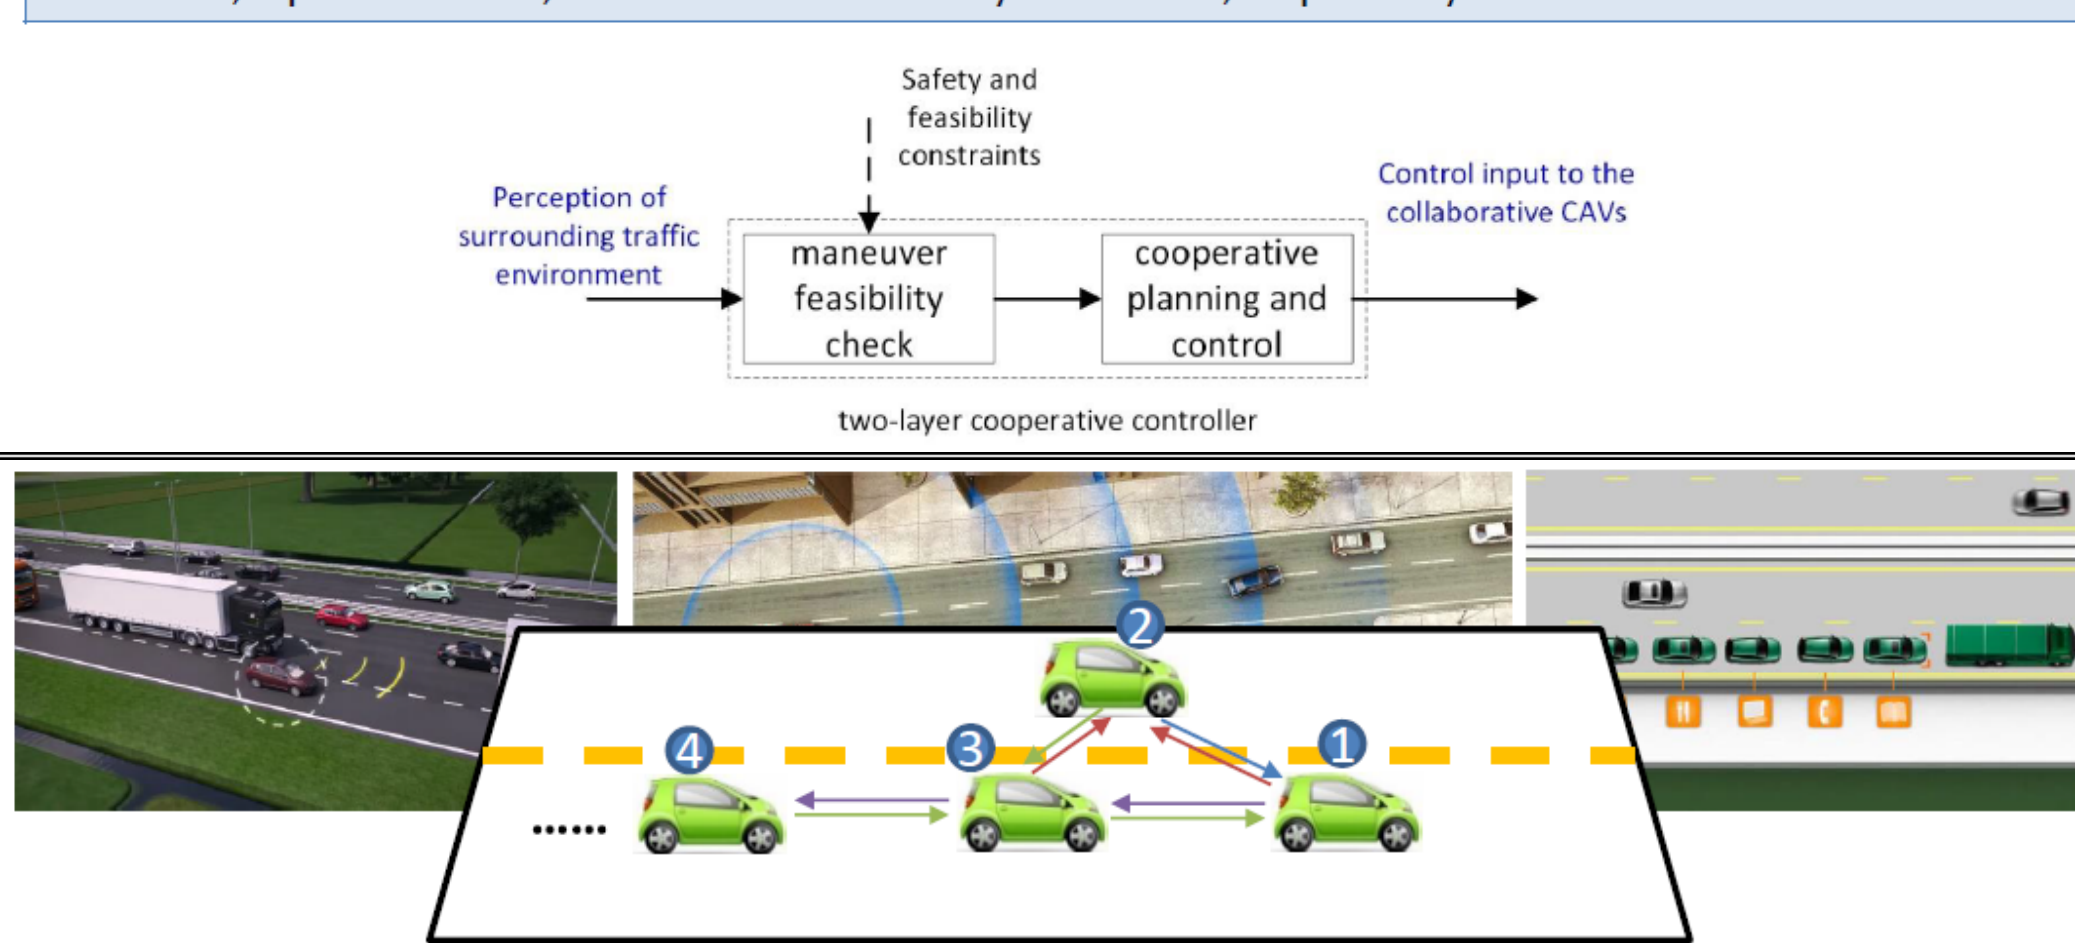 Safety and
feasibility
constraints
Perception of
surrounding traffic
environment
maneuver
feasibility
check
cooperative
planning and
control
Control input to the
collaborative CAVs
two-layer cooperative controller
2
4
3
1
......